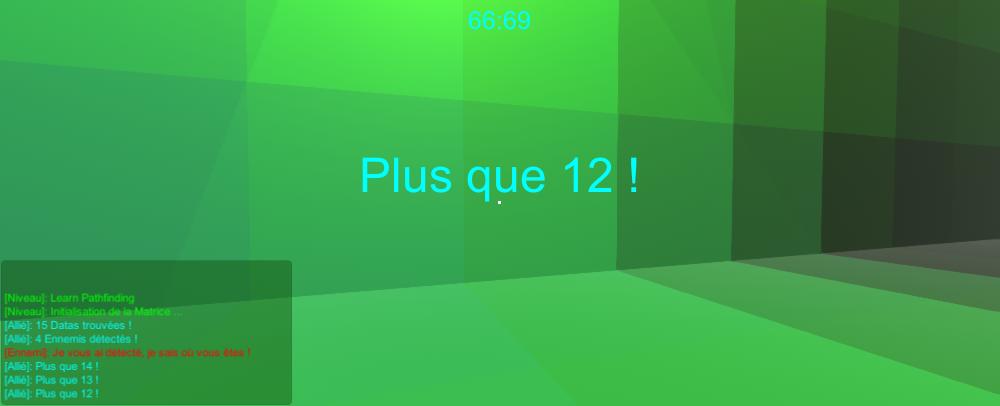 66:69
Plus que 12 !
[Niveau]: Learn Pathfinding
[Niveau]: Initialisation de la Matrice ...
[Allié]: 15 Datas trouvées !
[Allié]: 4 Ennemis détectés !
[Ennemi]: Je vous ai détecté, je sais où vous êtes !
[Allié]: Plus que 14 !
[Allié]: Plus que 13 !
[Allié]: Plus que 12 !